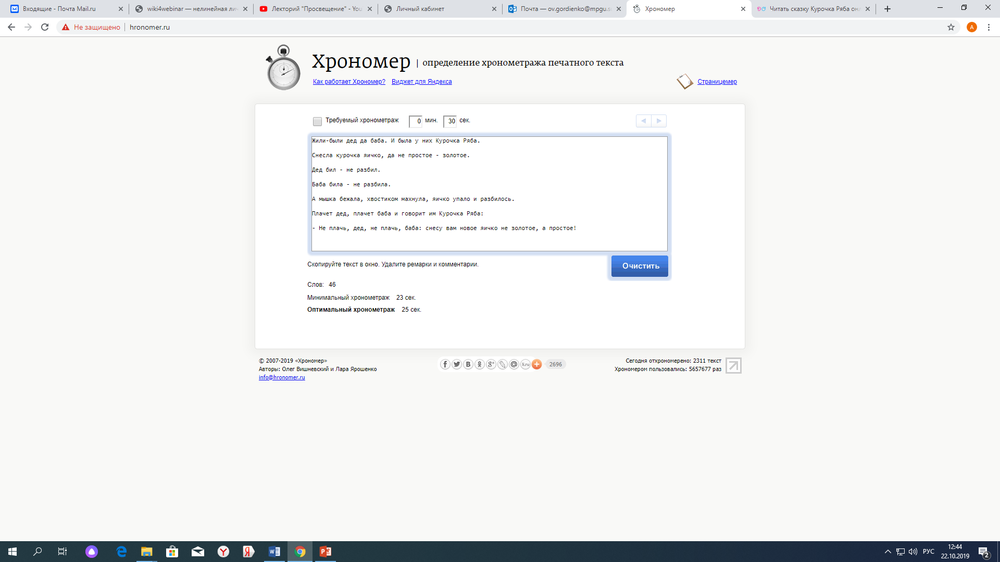 Входящие - Почта Mail.ru
wiki4webinar — нелинейная ли
Лекторий "Просвещение" - You
Личный кабинет
Почта — ov.gordienko@mpgu.s
Хрономер
Читать сказку Курочка Ряба он
Не защищено
hronomer.ru
А
Хрономер | определение хронометража печатного текста
Как работает Хрономер? Виджет для Яндекса
Страницемер
Требуемый хронометраж 0 мин. 30 сек.
Жили-были дед да баба. И была у них Курочка Ряба.
Снесла курочка яичко, да не простое - золотое.
Дед бил - не разбил.
Баба била - не разбила.
А мышка бежала, хвостиком махнула, яичко упало и разбилось.
Плачет дед, плачет баба и говорит им Курочка Ряба:
- Не плачь, дед, не плачь, баба: снесу вам новое яичко не золотое, а простое!
Скопируйте текст в окно. Удалите ремарки и комментарии.
Очистить
Слов: 46
Минимальный хронометраж 23 сек.
Оптимальный хронометраж 25 сек.
© 2007-2019 «Хрономер»
Авторы: Олег Вишневский и Лара Ярошенко
info@hronomer.ru
li.ru
2696
Сегодня отхрономерено: 2311 текст
Хрономером пользовались: 5657677 раз
РУС
12:44
22.10.2019
2